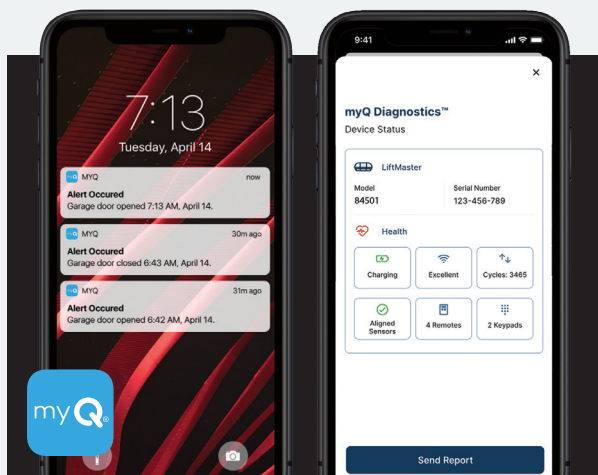 7:13
Tuesday, April 14
MYQ
now
Alert Occured
Garage door opened 7:13 AM, April 14.
MYQ
30m ago
Alert Occured
Garage door closed 6:43 AM, April 14.
MYQ
31m ago
Alert Occured
Garage door opened 6:42 AM, April 14.
myQ®
9:41
myQ Diagnostics™
Device Status
LiftMaster
Model
Serial Number
84501
123-456-789
Health
Charging
Excellent
Cycles: 3465
Aligned
Sensors
4 Remotes
2 Keypads
Send Report